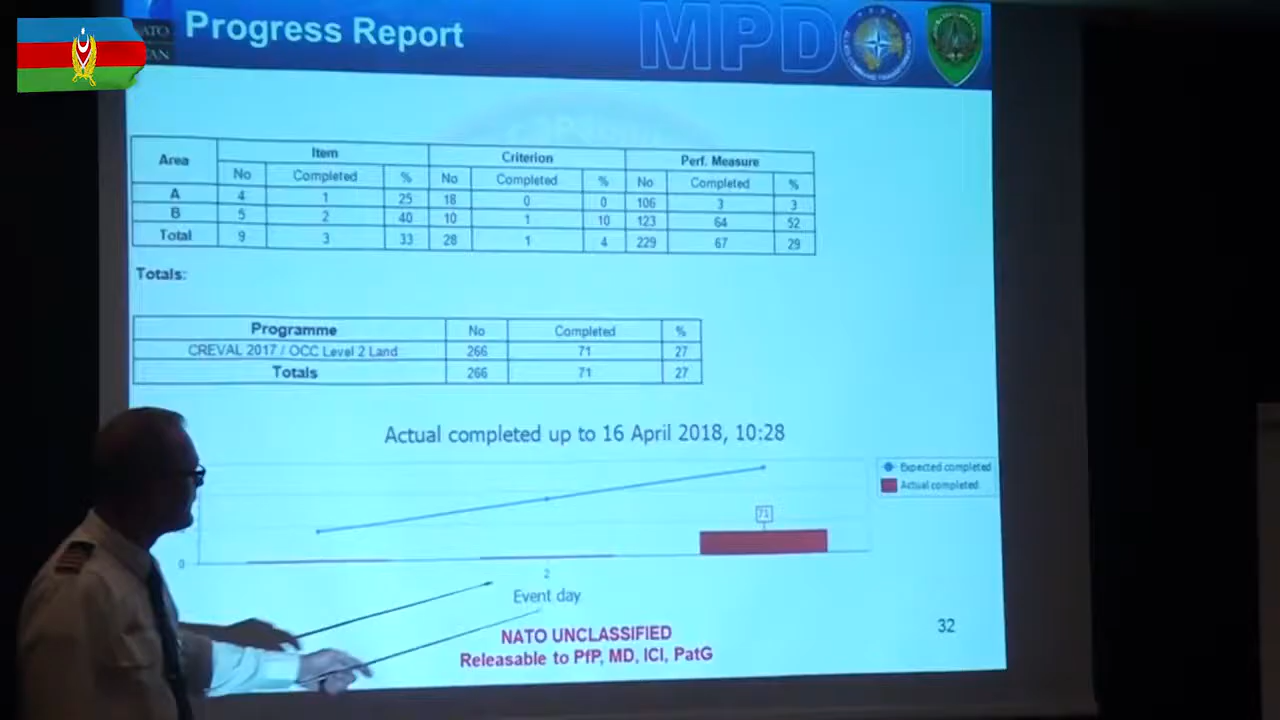 Progress Report
MPD
Area Item Criterion Perf. Measure
No Completed % No Completed % No Completed %
A 4 1 25 18 0 0 106 3 3
B 5 2 40 10 1 10 123 64 52
Total 9 3 33 28 1 4 229 67 29
Totals:
Programme No Completed %
CREVAL 2017 / OCC Level 2 Land 266 71 27
Totals 266 71 27
Actual completed up to 16 April 2018, 10:28
Expected completed
Actual completed
71
0
2
Event day
NATO UNCLASSIFIED
Releasable to PfP, MD, ICI, PatG
32